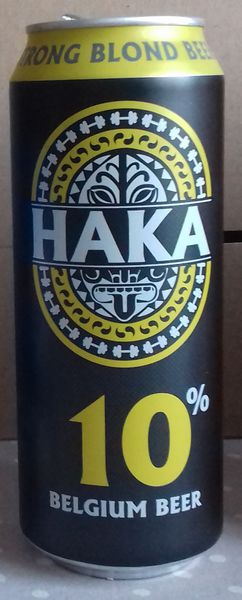 STRONG BLOND BEER
HAKA
10%
BELGIUM BEER